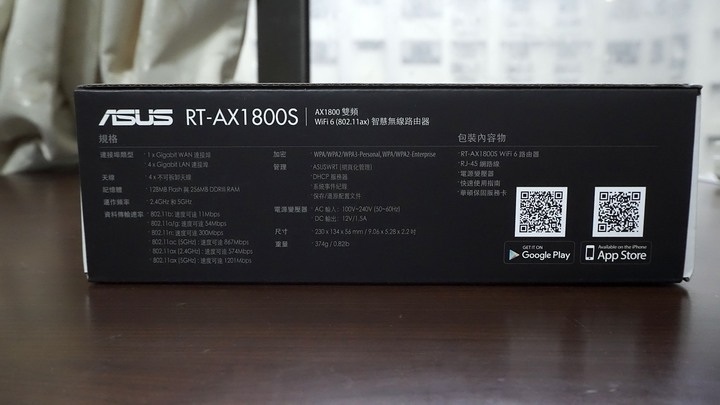 ASUS RT-AX1800S
AX1800 雙頻
WiFi 6 (802.11ax) 智慧無線路由器
規格
連接埠類型
· 1 x Gigabit WAN 連接埠
4 x Gigabit LAN 連接埠
天線
· 4 x 不可拆卸天線
記憶體
· 128MB Flash 與 256MB DDRIII RAM
運作頻率
· 2.4GHz 和 5GHz
資料傳輸速率
· 802.11b: 速度可達 11Mbps
· 802.11a/g: 速度可達 54Mbps
· 802.11n: 速度可達 300Mbps
· 802.11ac (5GHz) : 速度可達 867Mbps
· 802.11ax (2.4GHz) : 速度可達 574Mbps
· 802.11ax (5GHz) : 速度可達 1201Mbps
加密
· WPA/WPA2/WPA3-Personal, WPA/WPA2-Enterprise
管理
· ASUSWRT (網頁化管理)
· DHCP 服務器
· 系統事件紀錄
· 保存/還原配置文件
電源變壓器
· AC 輸入: 100V~240V (50~60Hz)
DC 輸出: 12V/1.5A
尺寸
· 230 x 134 x 56 mm / 9.06 x 5.28 x 2.2 吋
重量
· 374g / 0.82lb
包裝內容物
· RT-AX1800S WiFi 6 路由器
· RJ-45 網路線
· 電源變壓器
· 快速使用指南
· 華碩保固服務卡
GET IT ON
Google Play
Available on the iPhone
App Store